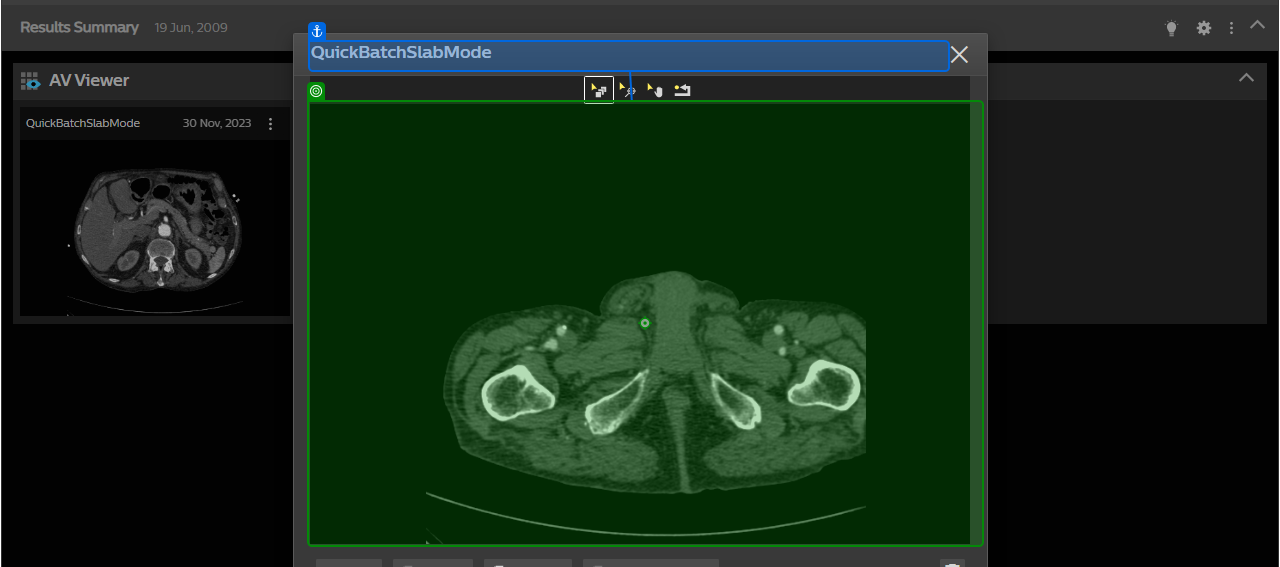 Results Summary 19 Jun, 2009
QuickBatchSlabMode
AV Viewer
QuickBatchSlabMode 30 Nov, 2023